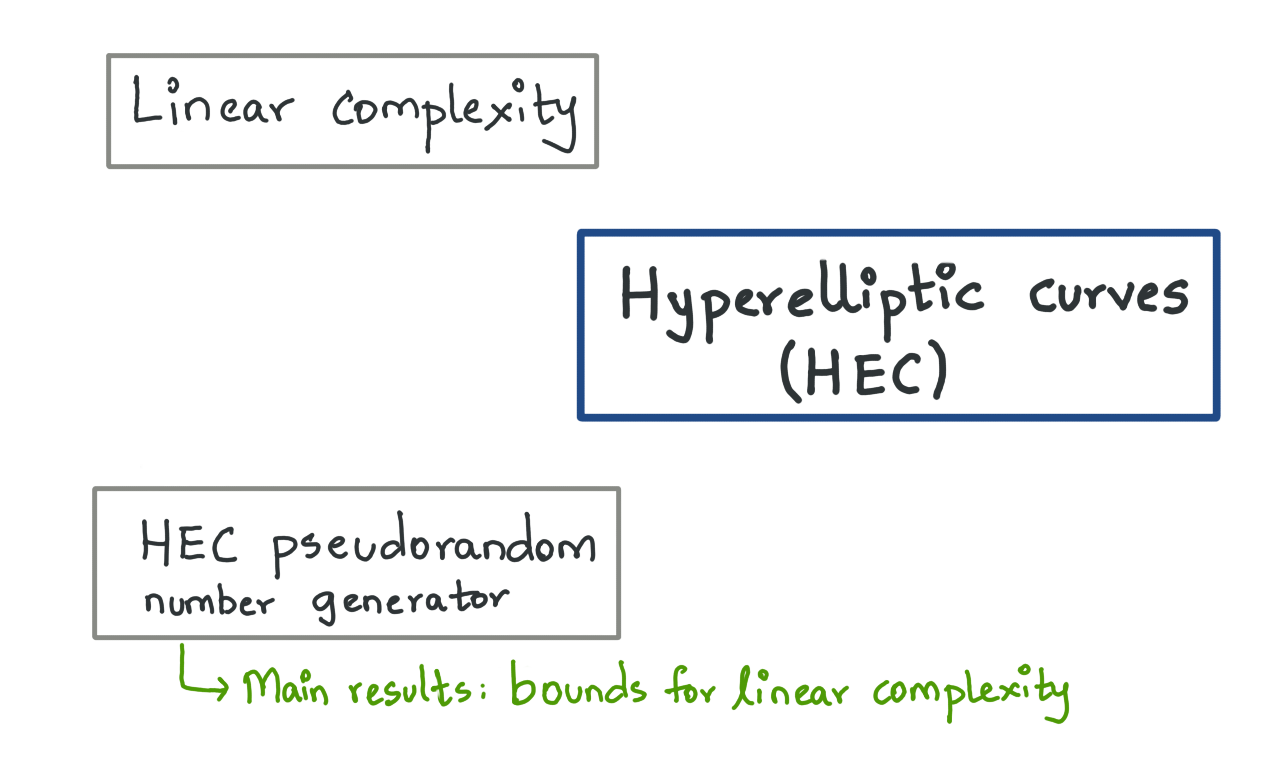 Linear complexity
Hyperelliptic curves
(HEC)
HEC pseudorandom
number generator
Main results: bounds for linear complexity